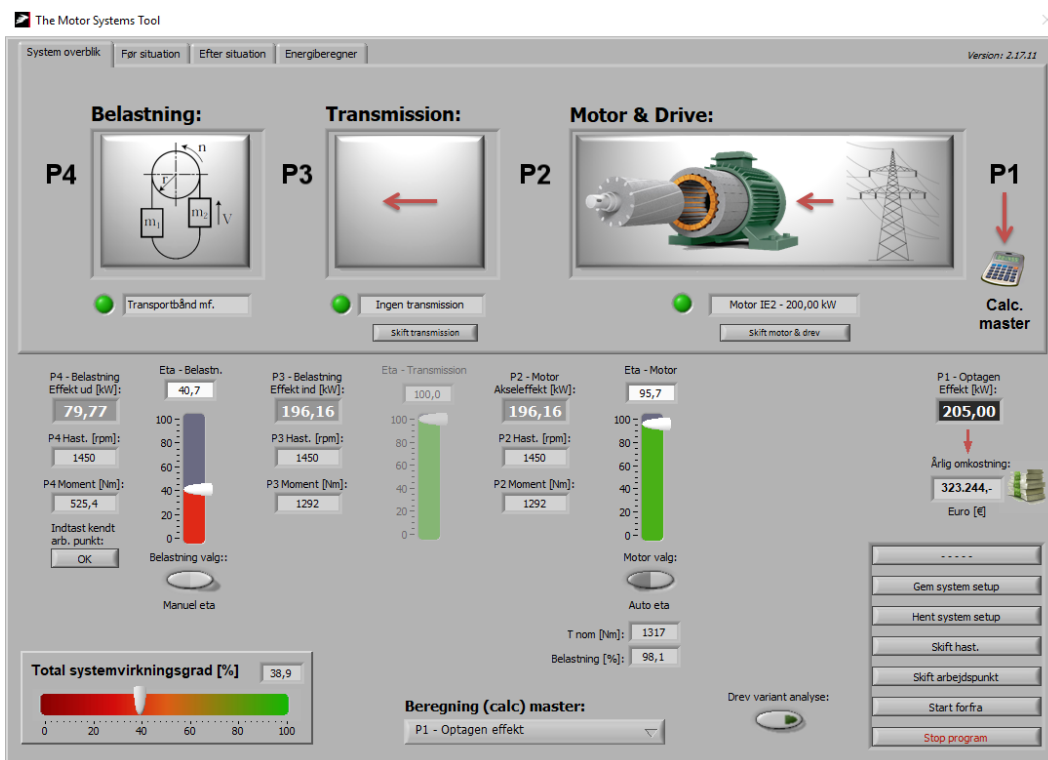 The Motor Systems Tool
System overblik
Før situation
Efter situation
Energiberegner
Version: 2.17.11
Belastning:
Transmission:
Motor & Drive:
P4
n
r
m1
m2
V
P3
P2
P1
Calc.
master
Transportbånd mf.
Ingen transmission
Skift transmission
Motor IE2 - 200,00 kW
Skift motor & drev
P4 - Belastning
Effekt ud [kW]:
79,77
P4 Hast. [rpm]:
1450
P4 Moment [Nm]:
525,4
Indtast kendt
arb. punkt:
OK
Eta - Belastn.
40,7
100
80
60
40
20
0
Belastning valg::
Manuel eta
P3 - Belastning
Effekt ind [kW]:
196,16
P3 Hast. [rpm]:
1450
P3 Moment [Nm]:
1292
Eta - Transmission
100,0
100
80
60
40
20
0
P2 - Motor
Akseleffekt [kW]:
196,16
P2 Hast. [rpm]:
1450
P2 Moment [Nm]:
1292
Eta - Motor
95,7
100
80
60
40
20
0
Motor valg:
Auto eta
T nom [Nm]:
1317
Belastning [%]:
98,1
P1 - Optagen
Effekt [kW]:
205,00
Årlig omkostning:
323.244,-
Euro [€]
- - - - -
Gem system setup
Hent system setup
Skift hast.
Skift arbejdspunkt
Start forfra
Stop program
Total systemvirkningsgrad [%]
38,9
0 20 40 60 80 100
Beregning (calc) master:
P1 - Optagen effekt
Drev variant analyse: